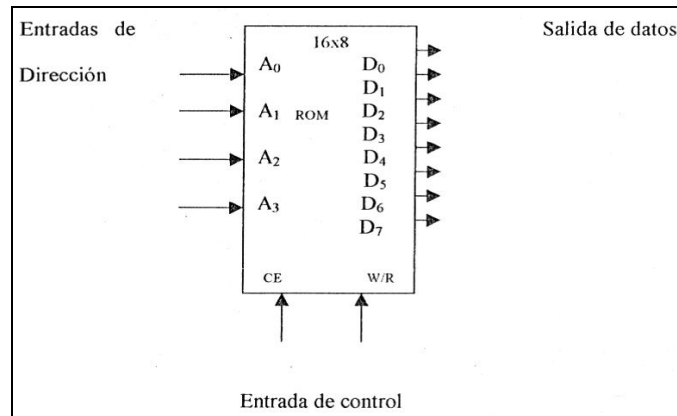 Entradas de
Dirección
16x8
Salida de datos
A₀
A₁
A₂
A₃
ROM
D₀
D₁
D₂
D₃
D₄
D₅
D₆
D₇
CE
W/R
Entrada de control